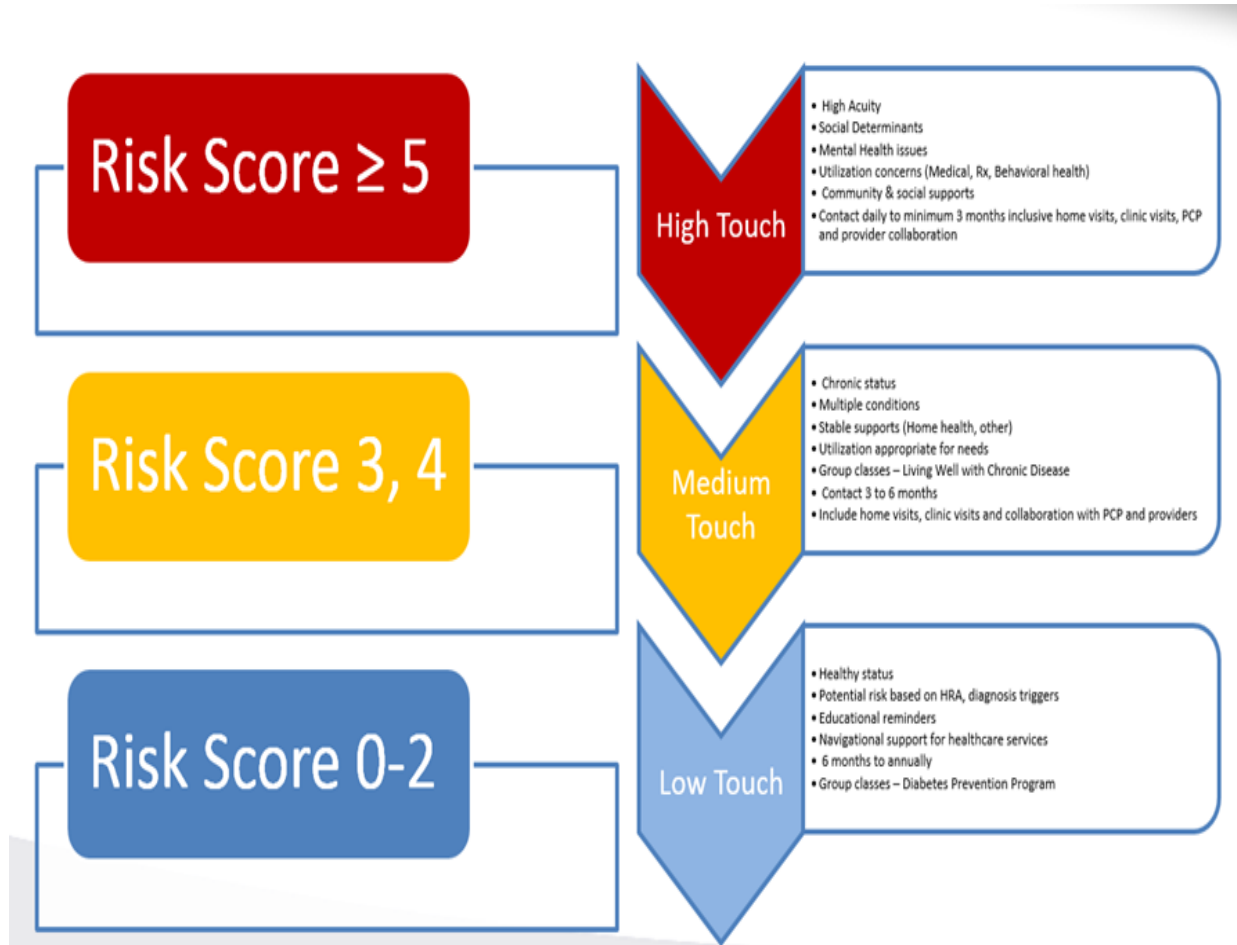 Risk Score ≥ 5
High Touch
• High Acuity
• Social Determinants
• Mental Health issues
• Utilization concerns (Medical, Rx, Behavioral health)
• Community & social supports
• Contact daily to minimum 3 months inclusive home visits, clinic visits, PCP
and provider collaboration
Risk Score 3, 4
Medium
Touch
• Chronic status
• Multiple conditions
• Stable supports (Home health, other)
• Utilization appropriate for needs
• Group classes – Living Well with Chronic Disease
• Contact 3 to 6 months
• Include home visits, clinic visits and collaboration with PCP and providers
Risk Score 0-2
Low Touch
• Healthy status
• Potential risk based on HRA, diagnosis triggers
• Educational reminders
• Navigational support for healthcare services
• 6 months to annually
• Group classes – Diabetes Prevention Program